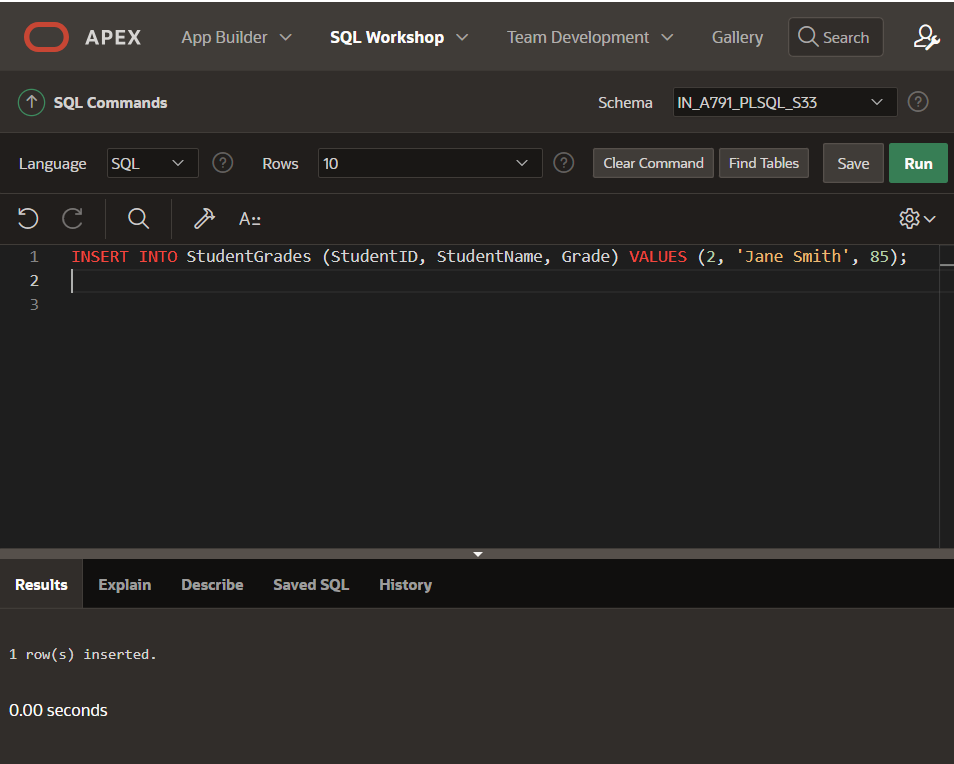 APEX App Builder SQL Workshop Team Development Gallery Search
SQL Commands Schema IN_A791_PLSQL_S33 ?
Language SQL ? Rows 10 ? Clear Command Find Tables Save Run
A::
1 INSERT INTO StudentGrades (StudentID, StudentName, Grade) VALUES (2, 'Jane Smith', 85);
2
3
Results Explain Describe Saved SQL History
1 row(s) inserted.
0.00 seconds